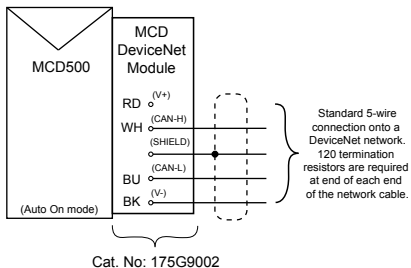 MCD500
(Auto On mode)
MCD
DeviceNet
Module
RD (V+)
WH (CAN-H)
(SHIELD)
BU (CAN-L)
BK (V-)
Standard 5-wire
connection onto a
DeviceNet network.
120 termination
resistors are required
at end of each end
of the network cable.
Cat. No: 175G9002